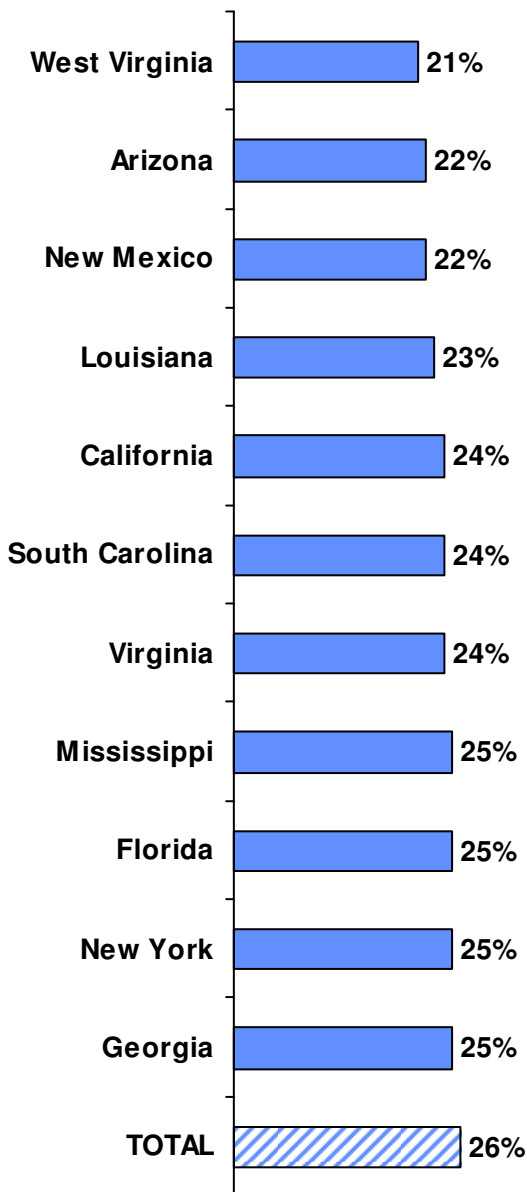 West Virginia 21%
Arizona 22%
New Mexico 22%
Louisiana 23%
California 24%
South Carolina 24%
Virginia 24%
Mississippi 25%
Florida 25%
New York 25%
Georgia 25%
TOTAL 26%